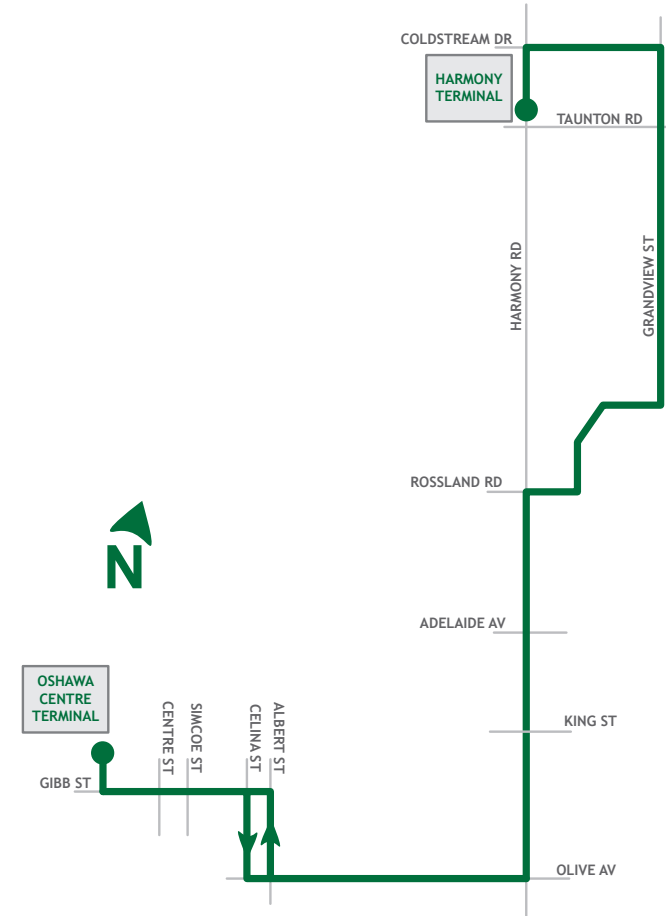 COLDSTREAM DR
HARMONY
TERMINAL
TAUNTON RD
HARMONY RD
GRANDVIEW ST
ROSSLAND RD
N
ADELAIDE AV
OSHAWA
CENTRE
TERMINAL
CENTRE ST
SIMCOE ST
CELINA ST
ALBERT ST
KING ST
GIBB ST
OLIVE AV